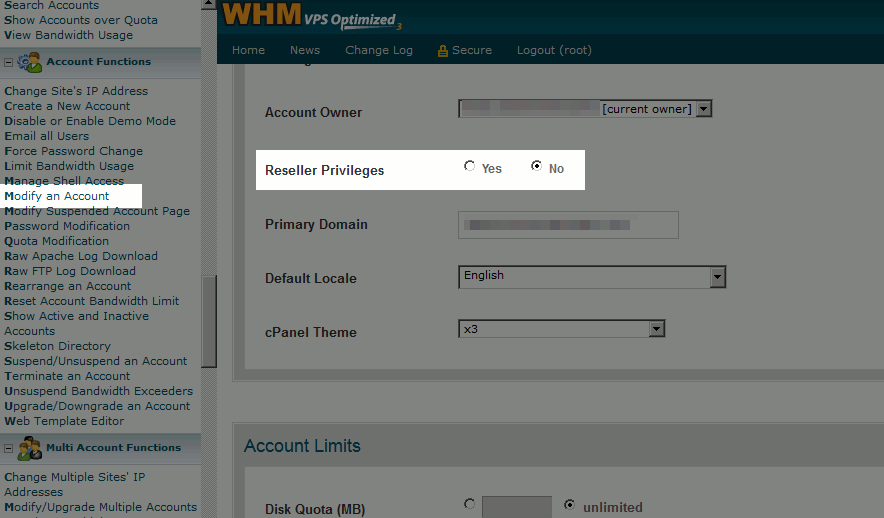 Search Accounts
Show Accounts over Quota
View Bandwidth Usage
Account Functions
Change Site's IP Address
Create a New Account
Disable or Enable Demo Mode
Email all Users
Force Password Change
Limit Bandwidth Usage
Manage Shell Access
Modify an Account
Modify Suspended Account Page
Password Modification
Quota Modification
Raw Apache Log Download
Raw FTP Log Download
Rearrange an Account
Reset Account Bandwidth Limit
Show Active and Inactive
Accounts
Skeleton Directory
Suspend/Unsuspend an Account
Terminate an Account
Unsuspend Bandwidth Exceeders
Upgrade/Downgrade an Account
Web Template Editor
Multi Account Functions
Change Multiple Sites' IP
Addresses
Modify/Upgrade Multiple Accounts
WHM VPS Optimized 3
Home News Change Log Secure Logout (root)
Account Owner [current owner]
Reseller Privileges Yes No
Primary Domain
Default Locale English
cPanel Theme x3
Account Limits
Disk Quota (MB) unlimited